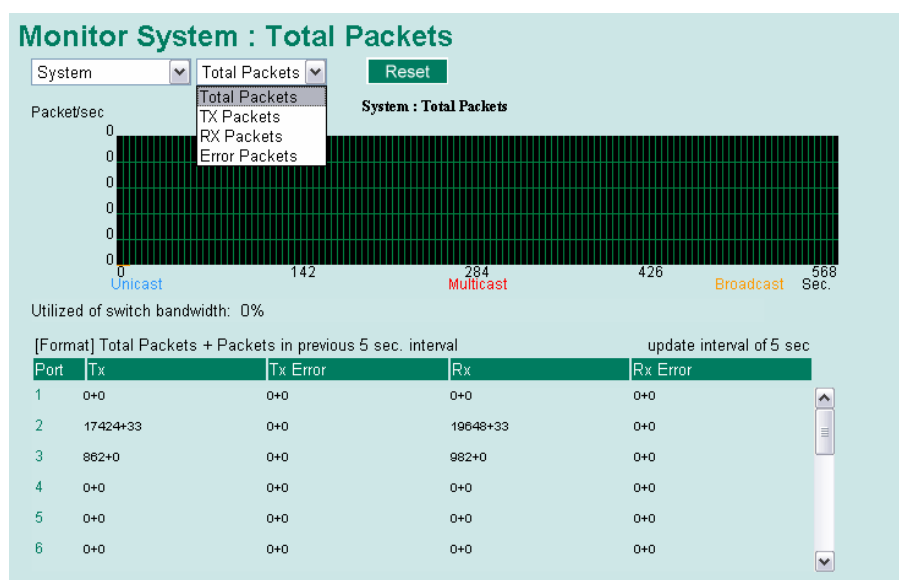 Monitor System : Total Packets
System Total Packets Reset
Total Packets
TX Packets
RX Packets
Error Packets
System : Total Packets
Packet/sec
0
0
0
0
0
0
0 142 284 426 568
Unicast Multicast Broadcast Sec.
Utilized of switch bandwidth: 0%
[Format] Total Packets + Packets in previous 5 sec. interval update interval of 5 sec
Port Tx Tx Error Rx Rx Error
1 0+0 0+0 0+0 0+0
2 17424+33 0+0 19648+33 0+0
3 862+0 0+0 982+0 0+0
4 0+0 0+0 0+0 0+0
5 0+0 0+0 0+0 0+0
6 0+0 0+0 0+0 0+0